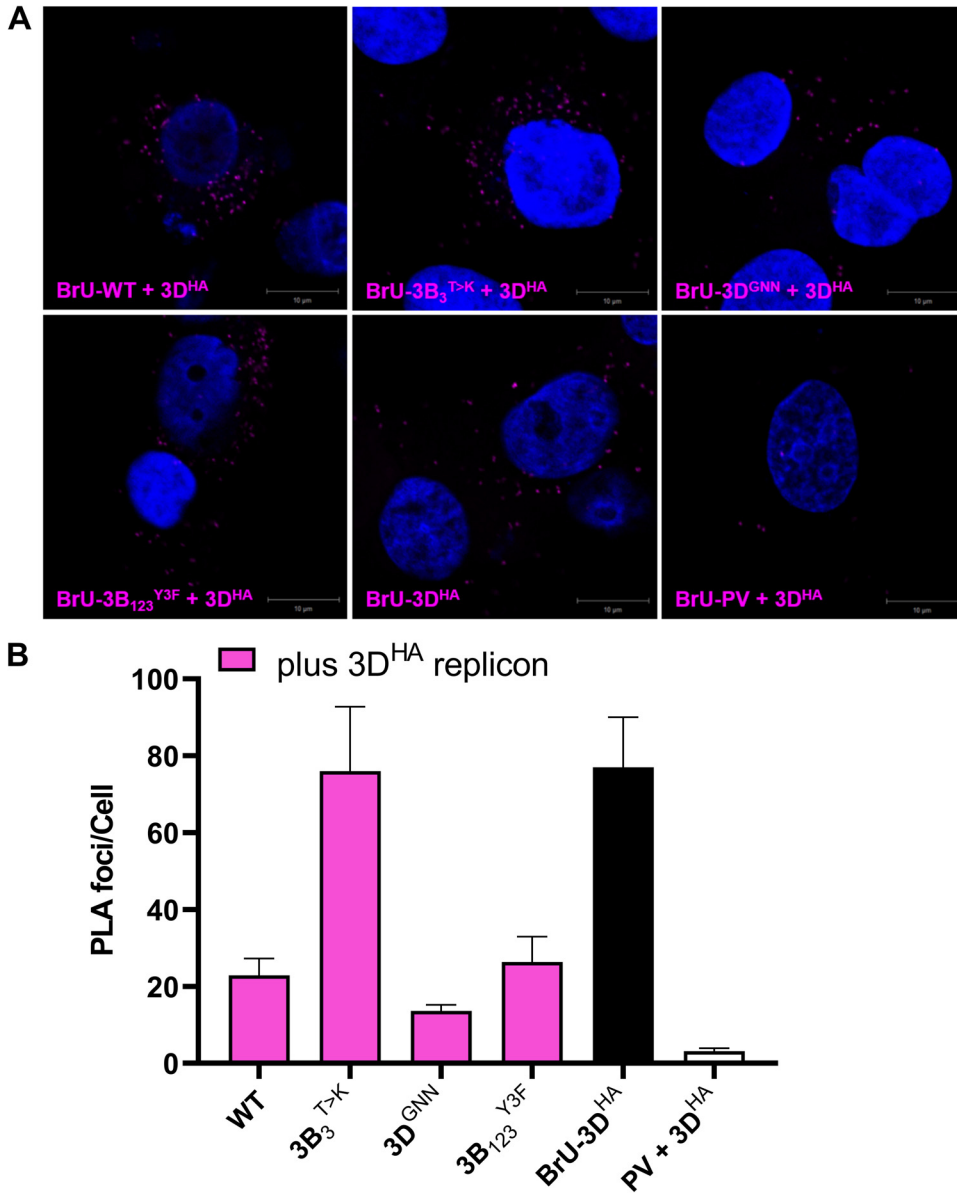 A
BrU-WT + 3D^HA
10 µm
BrU-3B₃^T>K + 3D^HA
10 µm
BrU-3D^GNN + 3D^HA
10 µm
BrU-3B₁₂₃^Y3F + 3D^HA
10 µm
BrU-3D^HA
10 µm
BrU-PV + 3D^HA
10 µm
B
plus 3D^HA replicon
PLA foci/Cell
100
80
60
40
20
0
WT
3B₃^T>K
3D^GNN
3B₁₂₃^Y3F
BrU-3D^HA
PV + 3D^HA